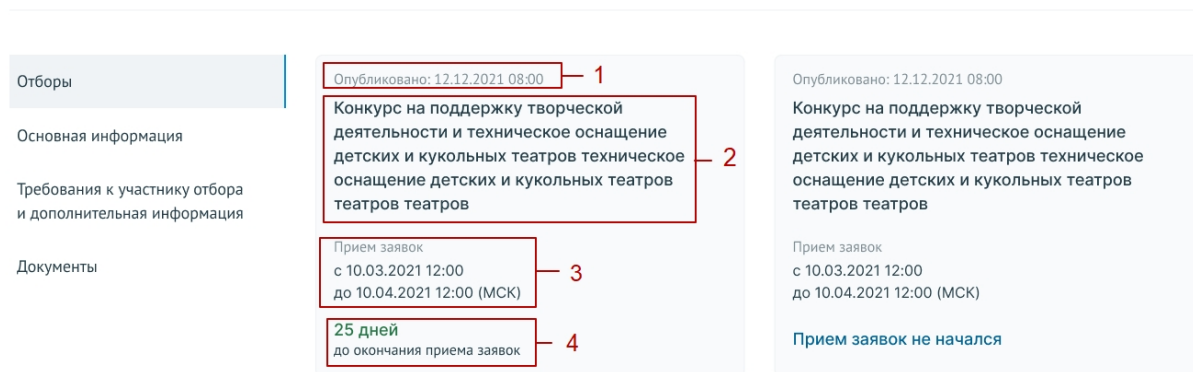 Отборы
Основная информация
Требования к участнику отбора
и дополнительная информация
Документы
Опубликовано: 12.12.2021 08:00
1
Конкурс на поддержку творческой
деятельности и техническое оснащение
детских и кукольных театров техническое
оснащение детских и кукольных театров
театров театров
2
Прием заявок
с 10.03.2021 12:00
до 10.04.2021 12:00 (МСК)
3
25 дней
до окончания приема заявок
4
Опубликовано: 12.12.2021 08:00
Конкурс на поддержку творческой
деятельности и техническое оснащение
детских и кукольных театров техническое
оснащение детских и кукольных театров
театров театров
Прием заявок
с 10.03.2021 12:00
до 10.04.2021 12:00 (МСК)
Прием заявок не начался